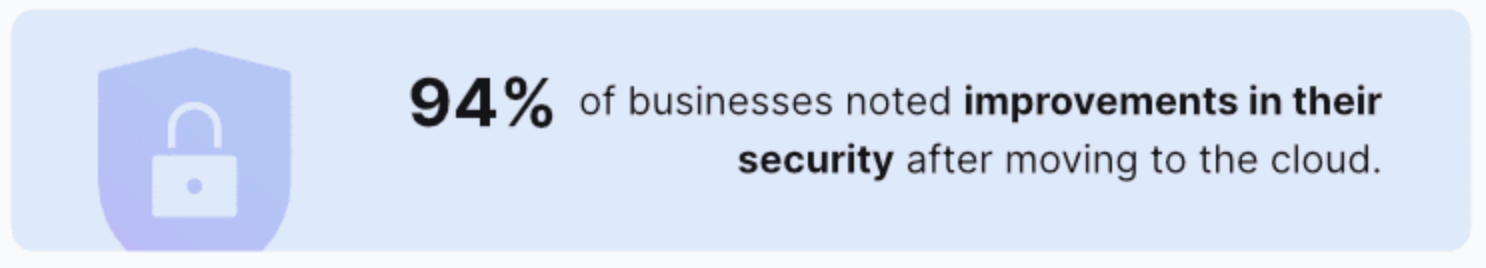 94% of businesses noted improvements in their
security after moving to the cloud.